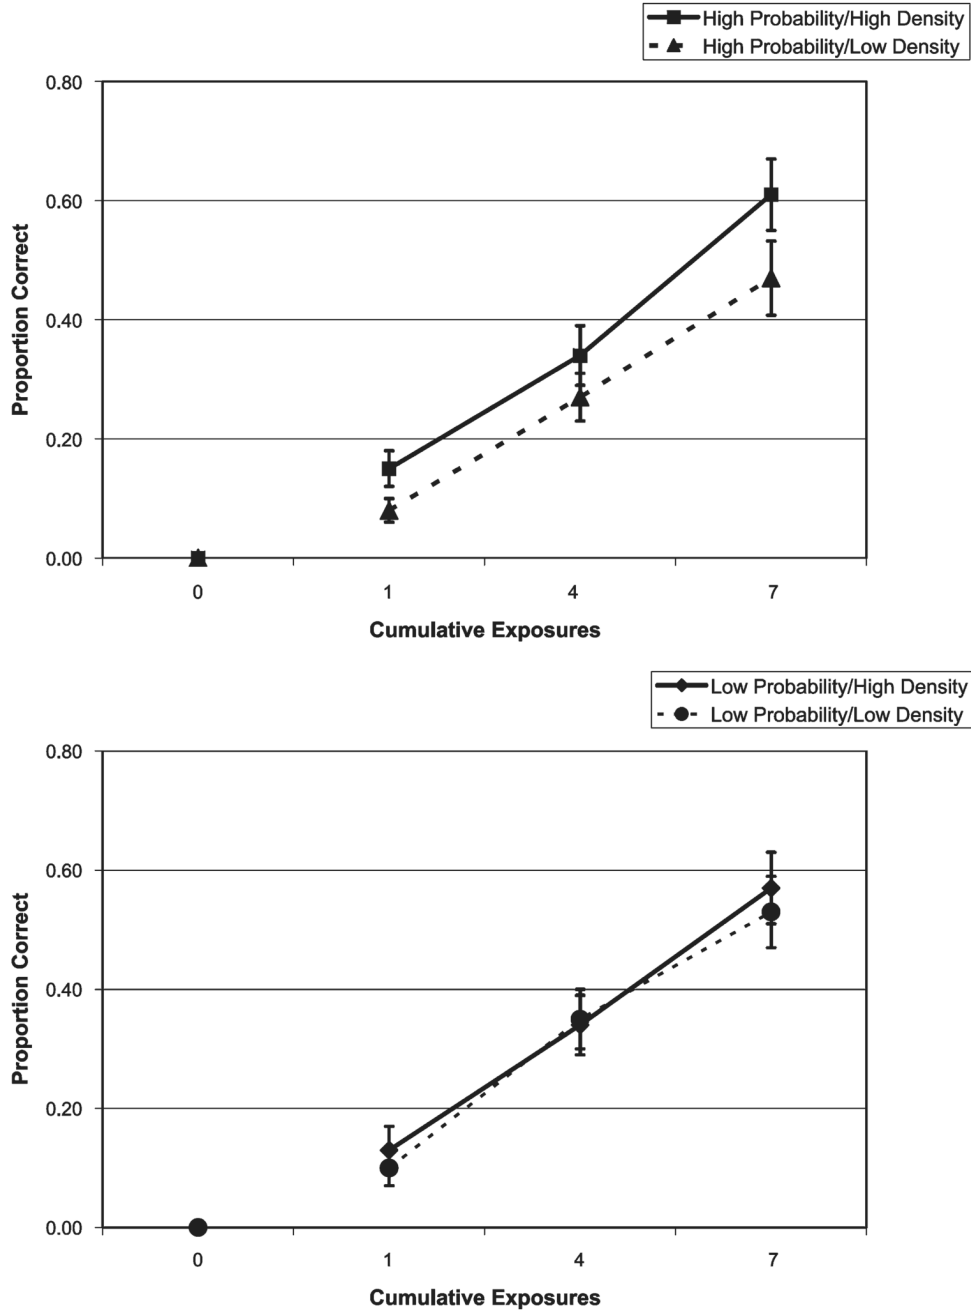 High Probability/High Density
High Probability/Low Density
0.80
0.60
0.40
0.20
0.00
Proportion Correct
0 1 4 7
Cumulative Exposures
Low Probability/High Density
Low Probability/Low Density
0.80
0.60
0.40
0.20
0.00
Proportion Correct
0 1 4 7
Cumulative Exposures